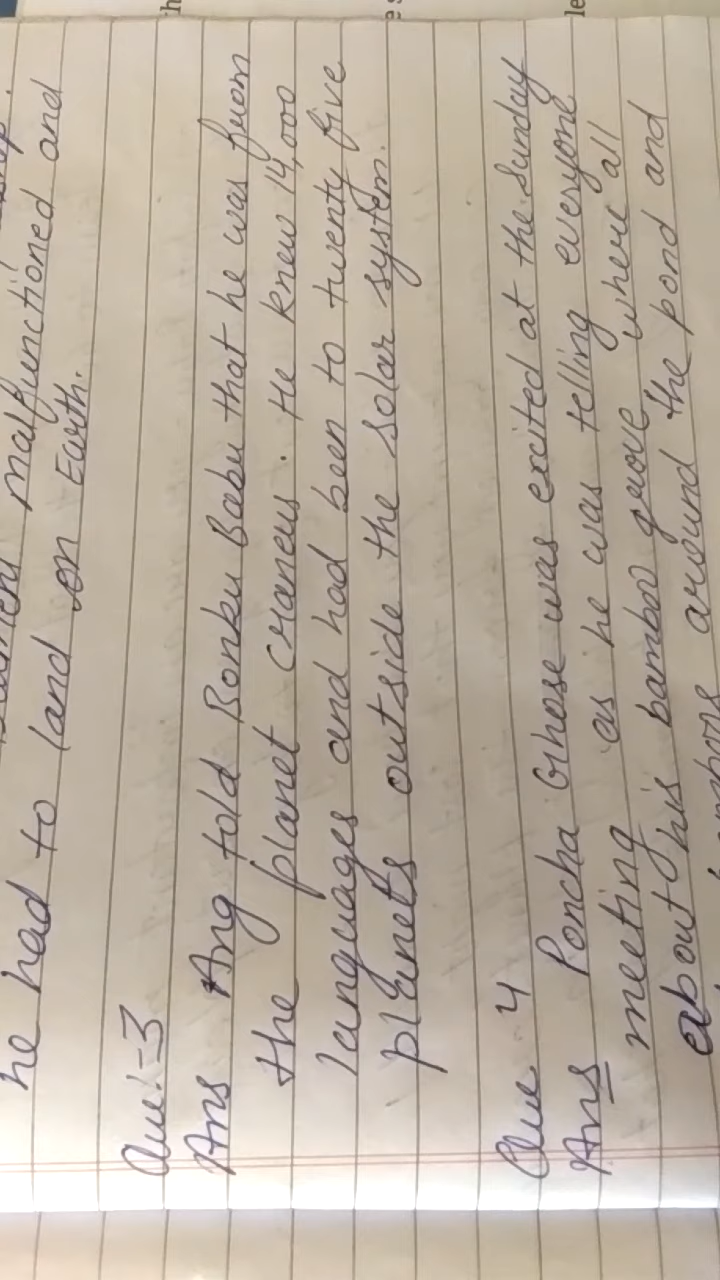 malfunctioned and
he had to land on Earth.
Que:-3
Ans Ang told Bonku Babu that he was from
the planet Craneus. He knew 14,000
languages and had been to twenty five
planets outside the solar system.
Que 4
Ans Poncha Ghose was excited at the Sunday
meeting as he was telling everyone
about his bamboo grove where all
around the pond and